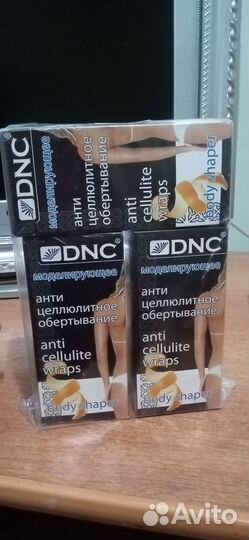 DNC®
моделирующее
анти
целлюлитное
обертывание
anti
cellulite
wraps
body shaper
DNC®
моделирующее
анти
целлюлитное
обертывание
anti
cellulite
wraps
body shaper
DNC®
моделирующее
анти
целлюлитное
обертывание
anti
cellulite
wraps
body shaper
Avito